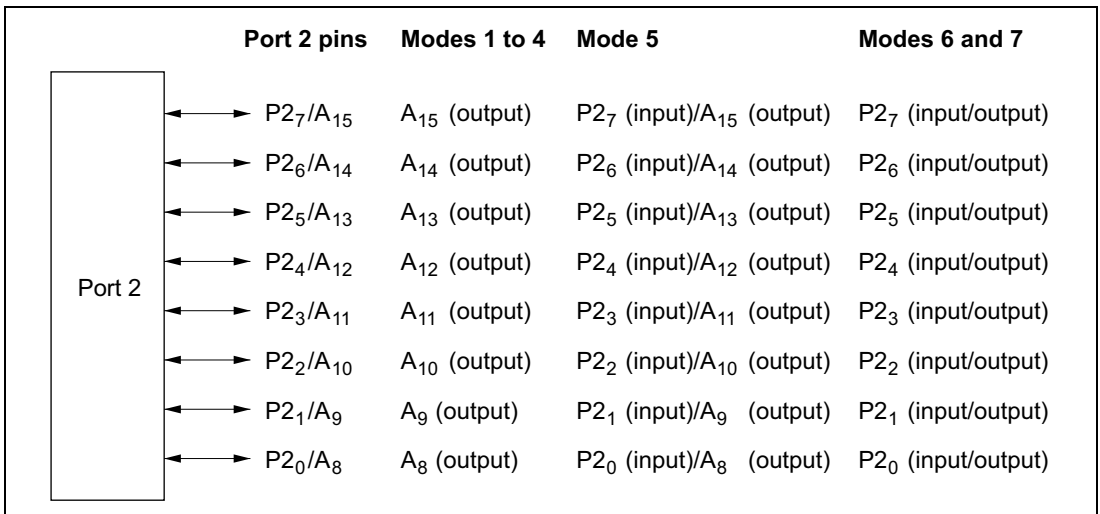 Port 2 pins Modes 1 to 4 Mode 5 Modes 6 and 7
P2₇/A₁₅ A₁₅ (output) P2₇ (input)/A₁₅ (output) P2₇ (input/output)
P2₆/A₁₄ A₁₄ (output) P2₆ (input)/A₁₄ (output) P2₆ (input/output)
P2₅/A₁₃ A₁₃ (output) P2₅ (input)/A₁₃ (output) P2₅ (input/output)
P2₄/A₁₂ A₁₂ (output) P2₄ (input)/A₁₂ (output) P2₄ (input/output)
Port 2
P2₃/A₁₁ A₁₁ (output) P2₃ (input)/A₁₁ (output) P2₃ (input/output)
P2₂/A₁₀ A₁₀ (output) P2₂ (input)/A₁₀ (output) P2₂ (input/output)
P2₁/A₉ A₉ (output) P2₁ (input)/A₉ (output) P2₁ (input/output)
P2₀/A₈ A₈ (output) P2₀ (input)/A₈ (output) P2₀ (input/output)